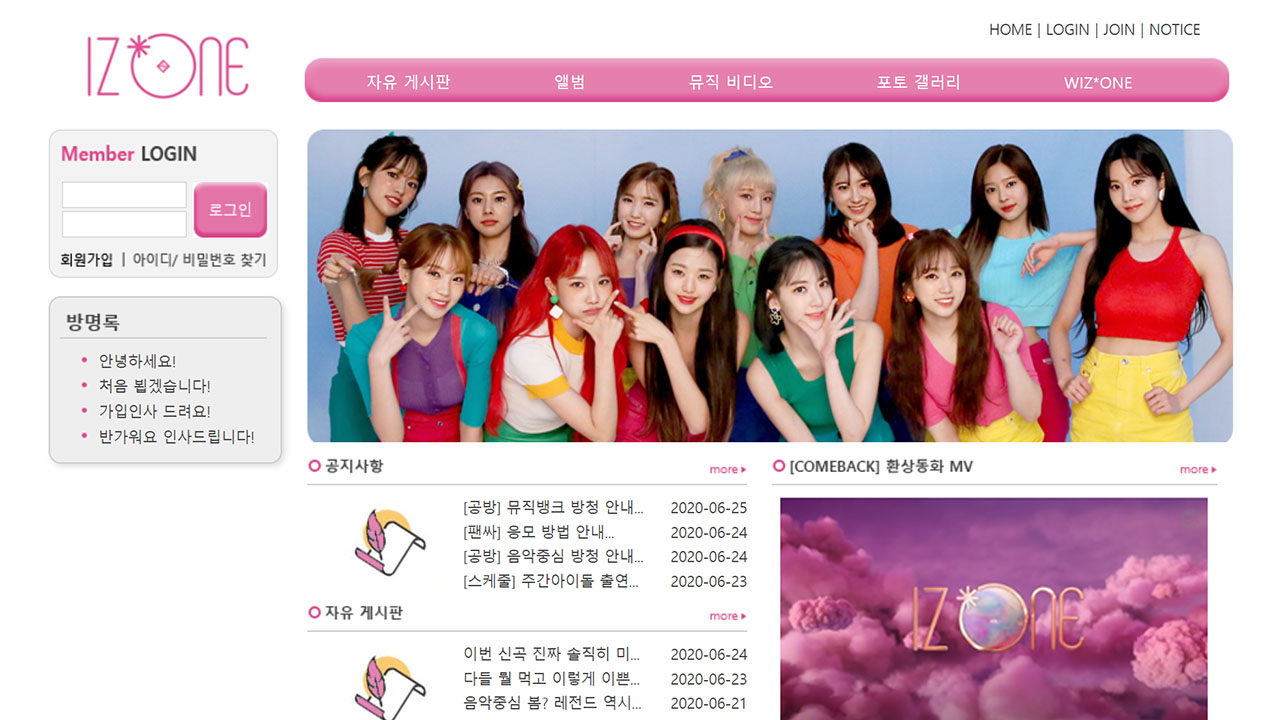 IZ*ONE
HOME | LOGIN | JOIN | NOTICE
자유 게시판 앨범 뮤직 비디오 포토 갤러리 WIZ*ONE
Member LOGIN
로그인
회원가입 | 아이디/ 비밀번호 찾기
방명록
안녕하세요!
처음 뵙겠습니다!
가입인사 드려요!
반가워요 인사드립니다!
공지사항 more
[공방] 뮤직뱅크 방청 안내... 2020-06-25
[팬싸] 응모 방법 안내... 2020-06-24
[공방] 음악중심 방청 안내... 2020-06-24
[스케줄] 주간아이돌 출연... 2020-06-23
자유 게시판 more
이번 신곡 진짜 솔직히 미... 2020-06-24
다들 뭘 먹고 이렇게 이쁜... 2020-06-23
음악중심 봄? 레전드 역시... 2020-06-21
[COMEBACK] 환상동화 MV more
IZ*ONE